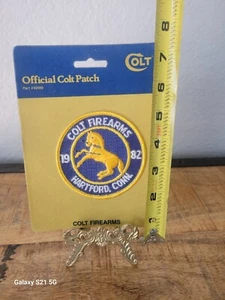 Official Colt Patch
COLT
COLT FIREARMS
19 82
HARTFORD, CONN.
COLT FIREARMS
8
7
6
5
4
3
2
1
Galaxy S21 5G